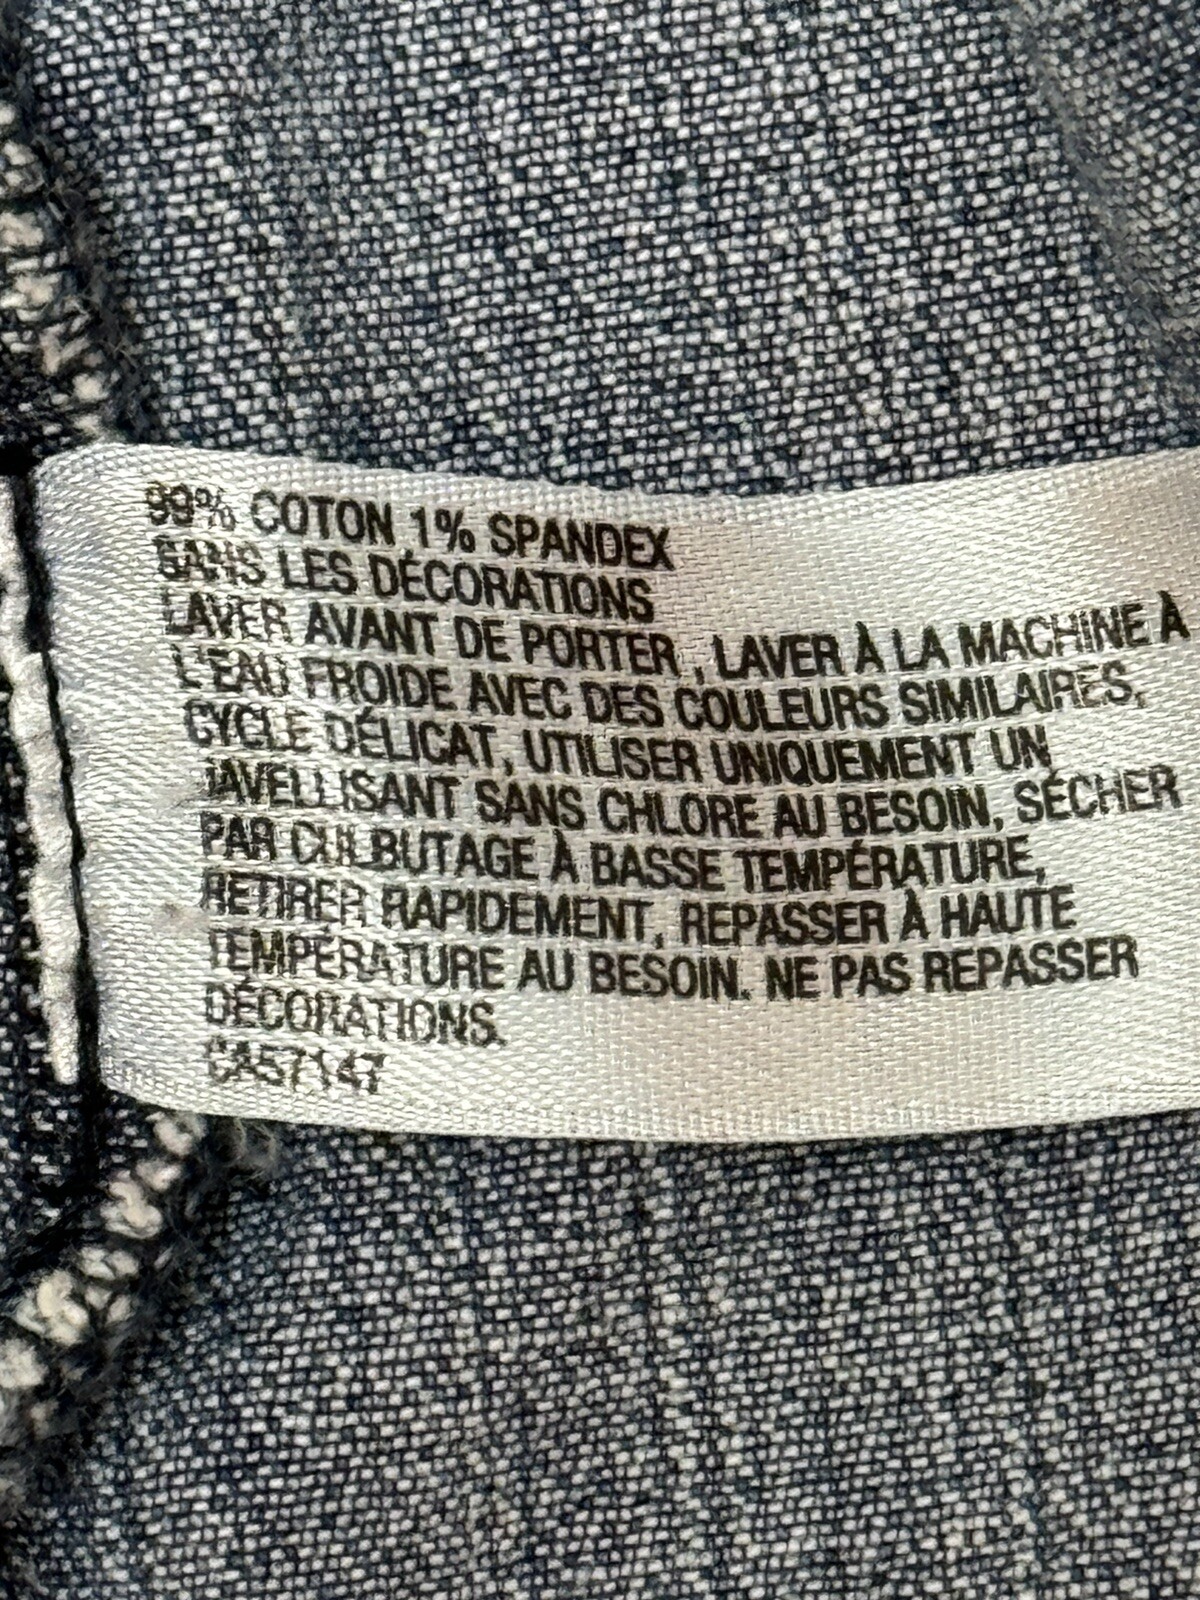 99% COTON 1% SPANDEX
SANS LES DÉCORATIONS
LAVER AVANT DE PORTER , LAVER À LA MACHINE À
L'EAU FROIDE AVEC DES COULEURS SIMILAIRES,
CYCLE DÉLICAT, UTILISER UNIQUEMENT UN
JAVELLISANT SANS CHLORE AU BESOIN, SÉCHER
PAR CULBUTAGE À BASSE TEMPÉRATURE,
RETIRER RAPIDEMENT, REPASSER À HAUTE
TEMPÉRATURE AU BESOIN. NE PAS REPASSER
DÉCORATIONS.
CA57147